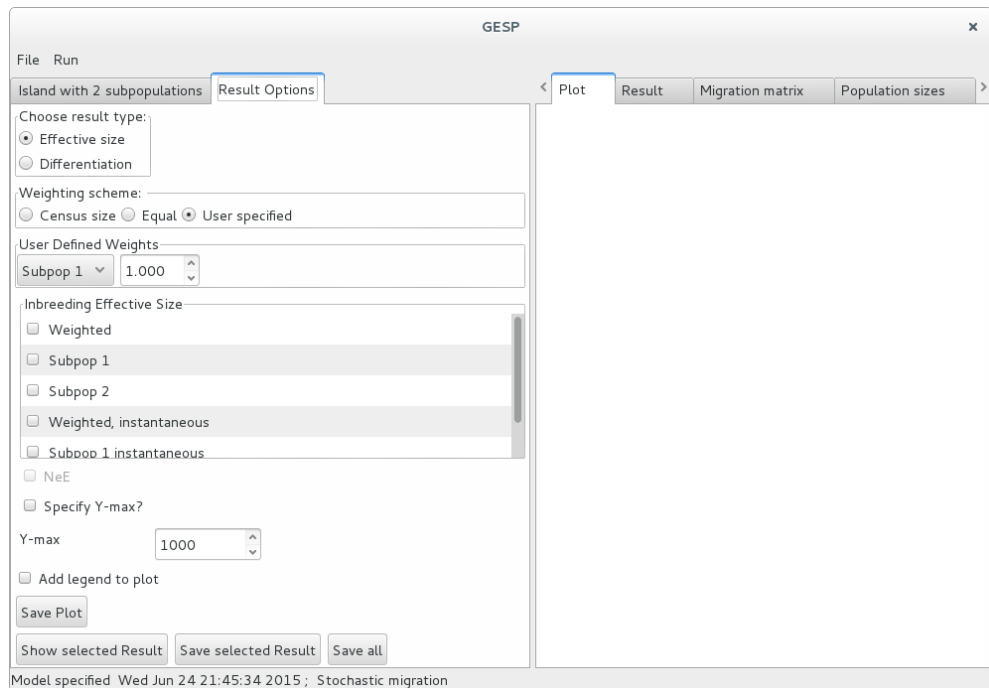 GESP
File Run
Island with 2 subpopulations Result Options
Plot Result Migration matrix Population sizes
Choose result type:
Effective size
Differentiation
Weighting scheme:
Census size Equal User specified
User Defined Weights
Subpop 1 1.000
Inbreeding Effective Size
Weighted
Subpop 1
Subpop 2
Weighted, instantaneous
Subpop 1 instantaneous
NeE
Specify Y-max?
Y-max 1000
Add legend to plot
Save Plot
Show selected Result Save selected Result Save all
Model specified Wed Jun 24 21:45:34 2015 ; Stochastic migration